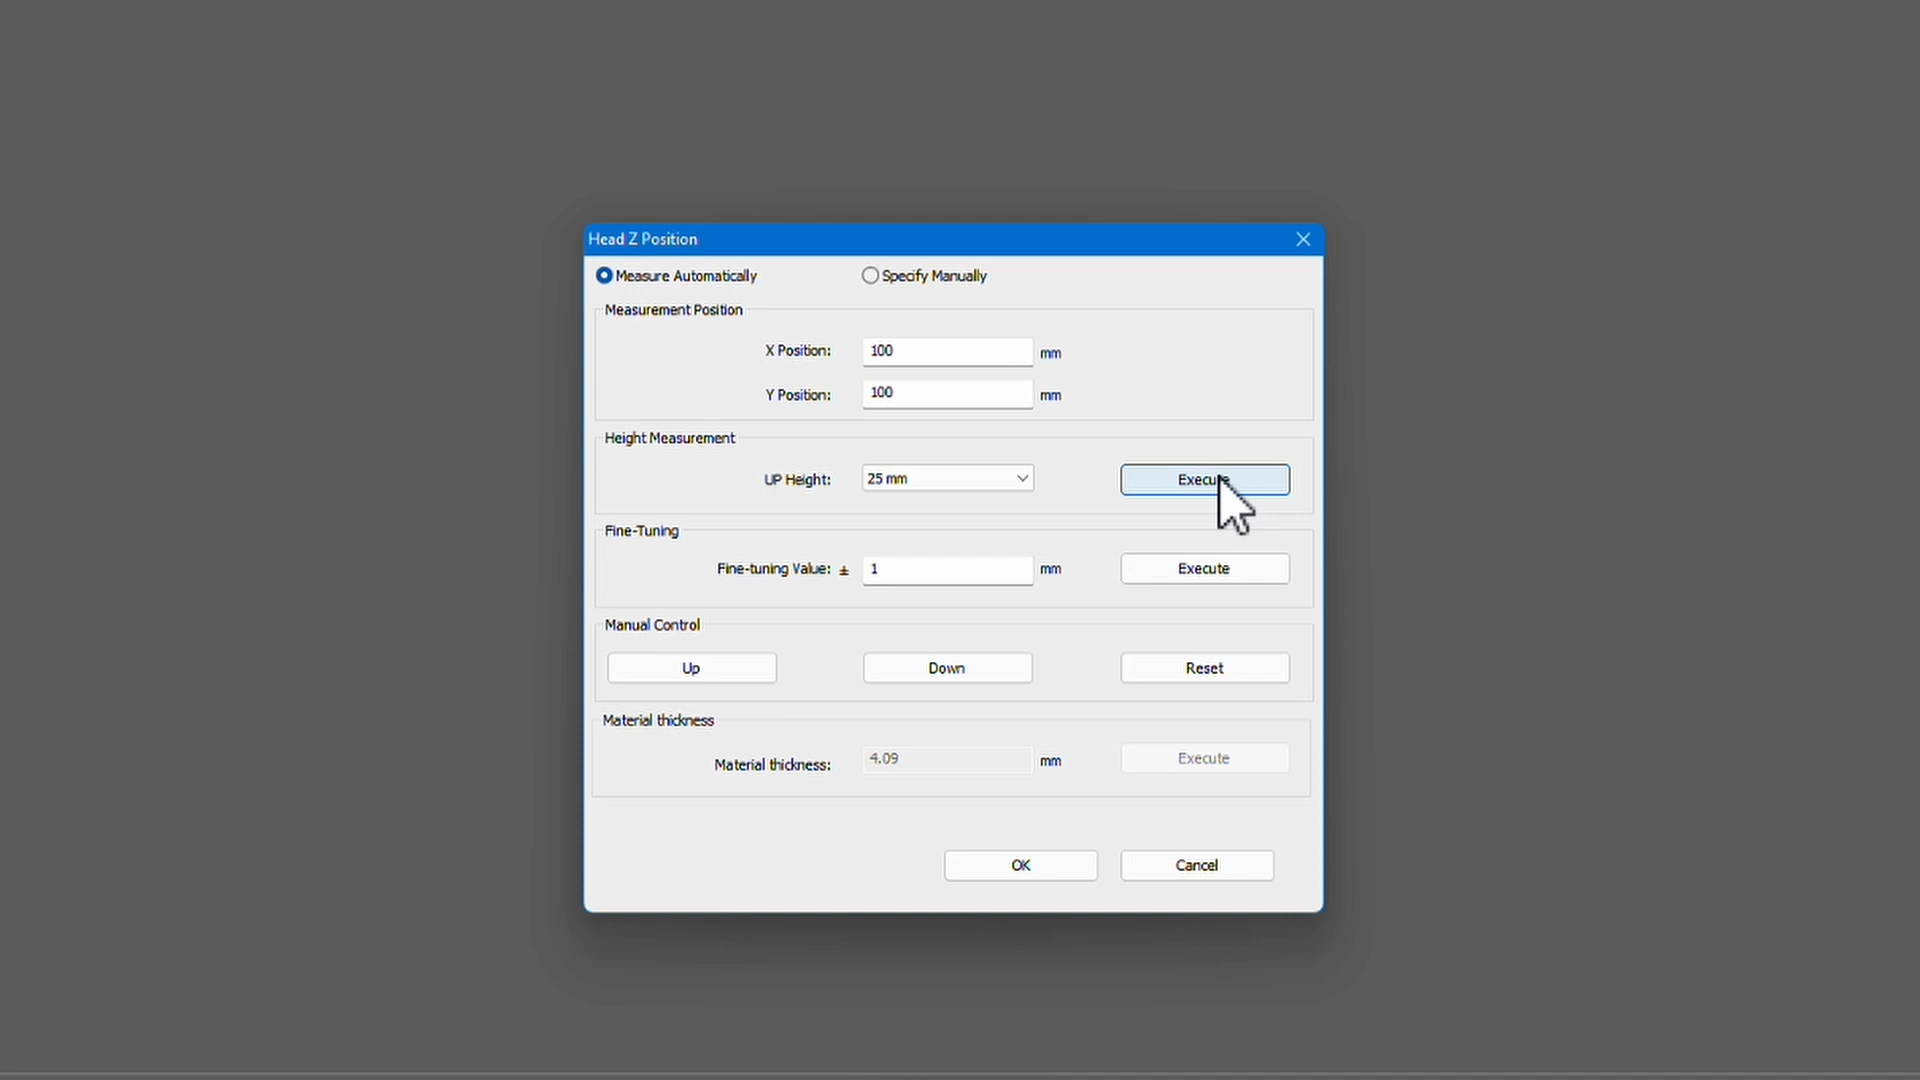 Head Z Position
Measure Automatically Specify Manually
Measurement Position
X Position: 100 mm
Y Position: 100 mm
Height Measurement
UP Height: 25 mm Execute
Fine-Tuning
Fine-tuning Value: ± 1 mm Execute
Manual Control
Up Down Reset
Material thickness
Material thickness: 4.09 mm Execute
OK Cancel